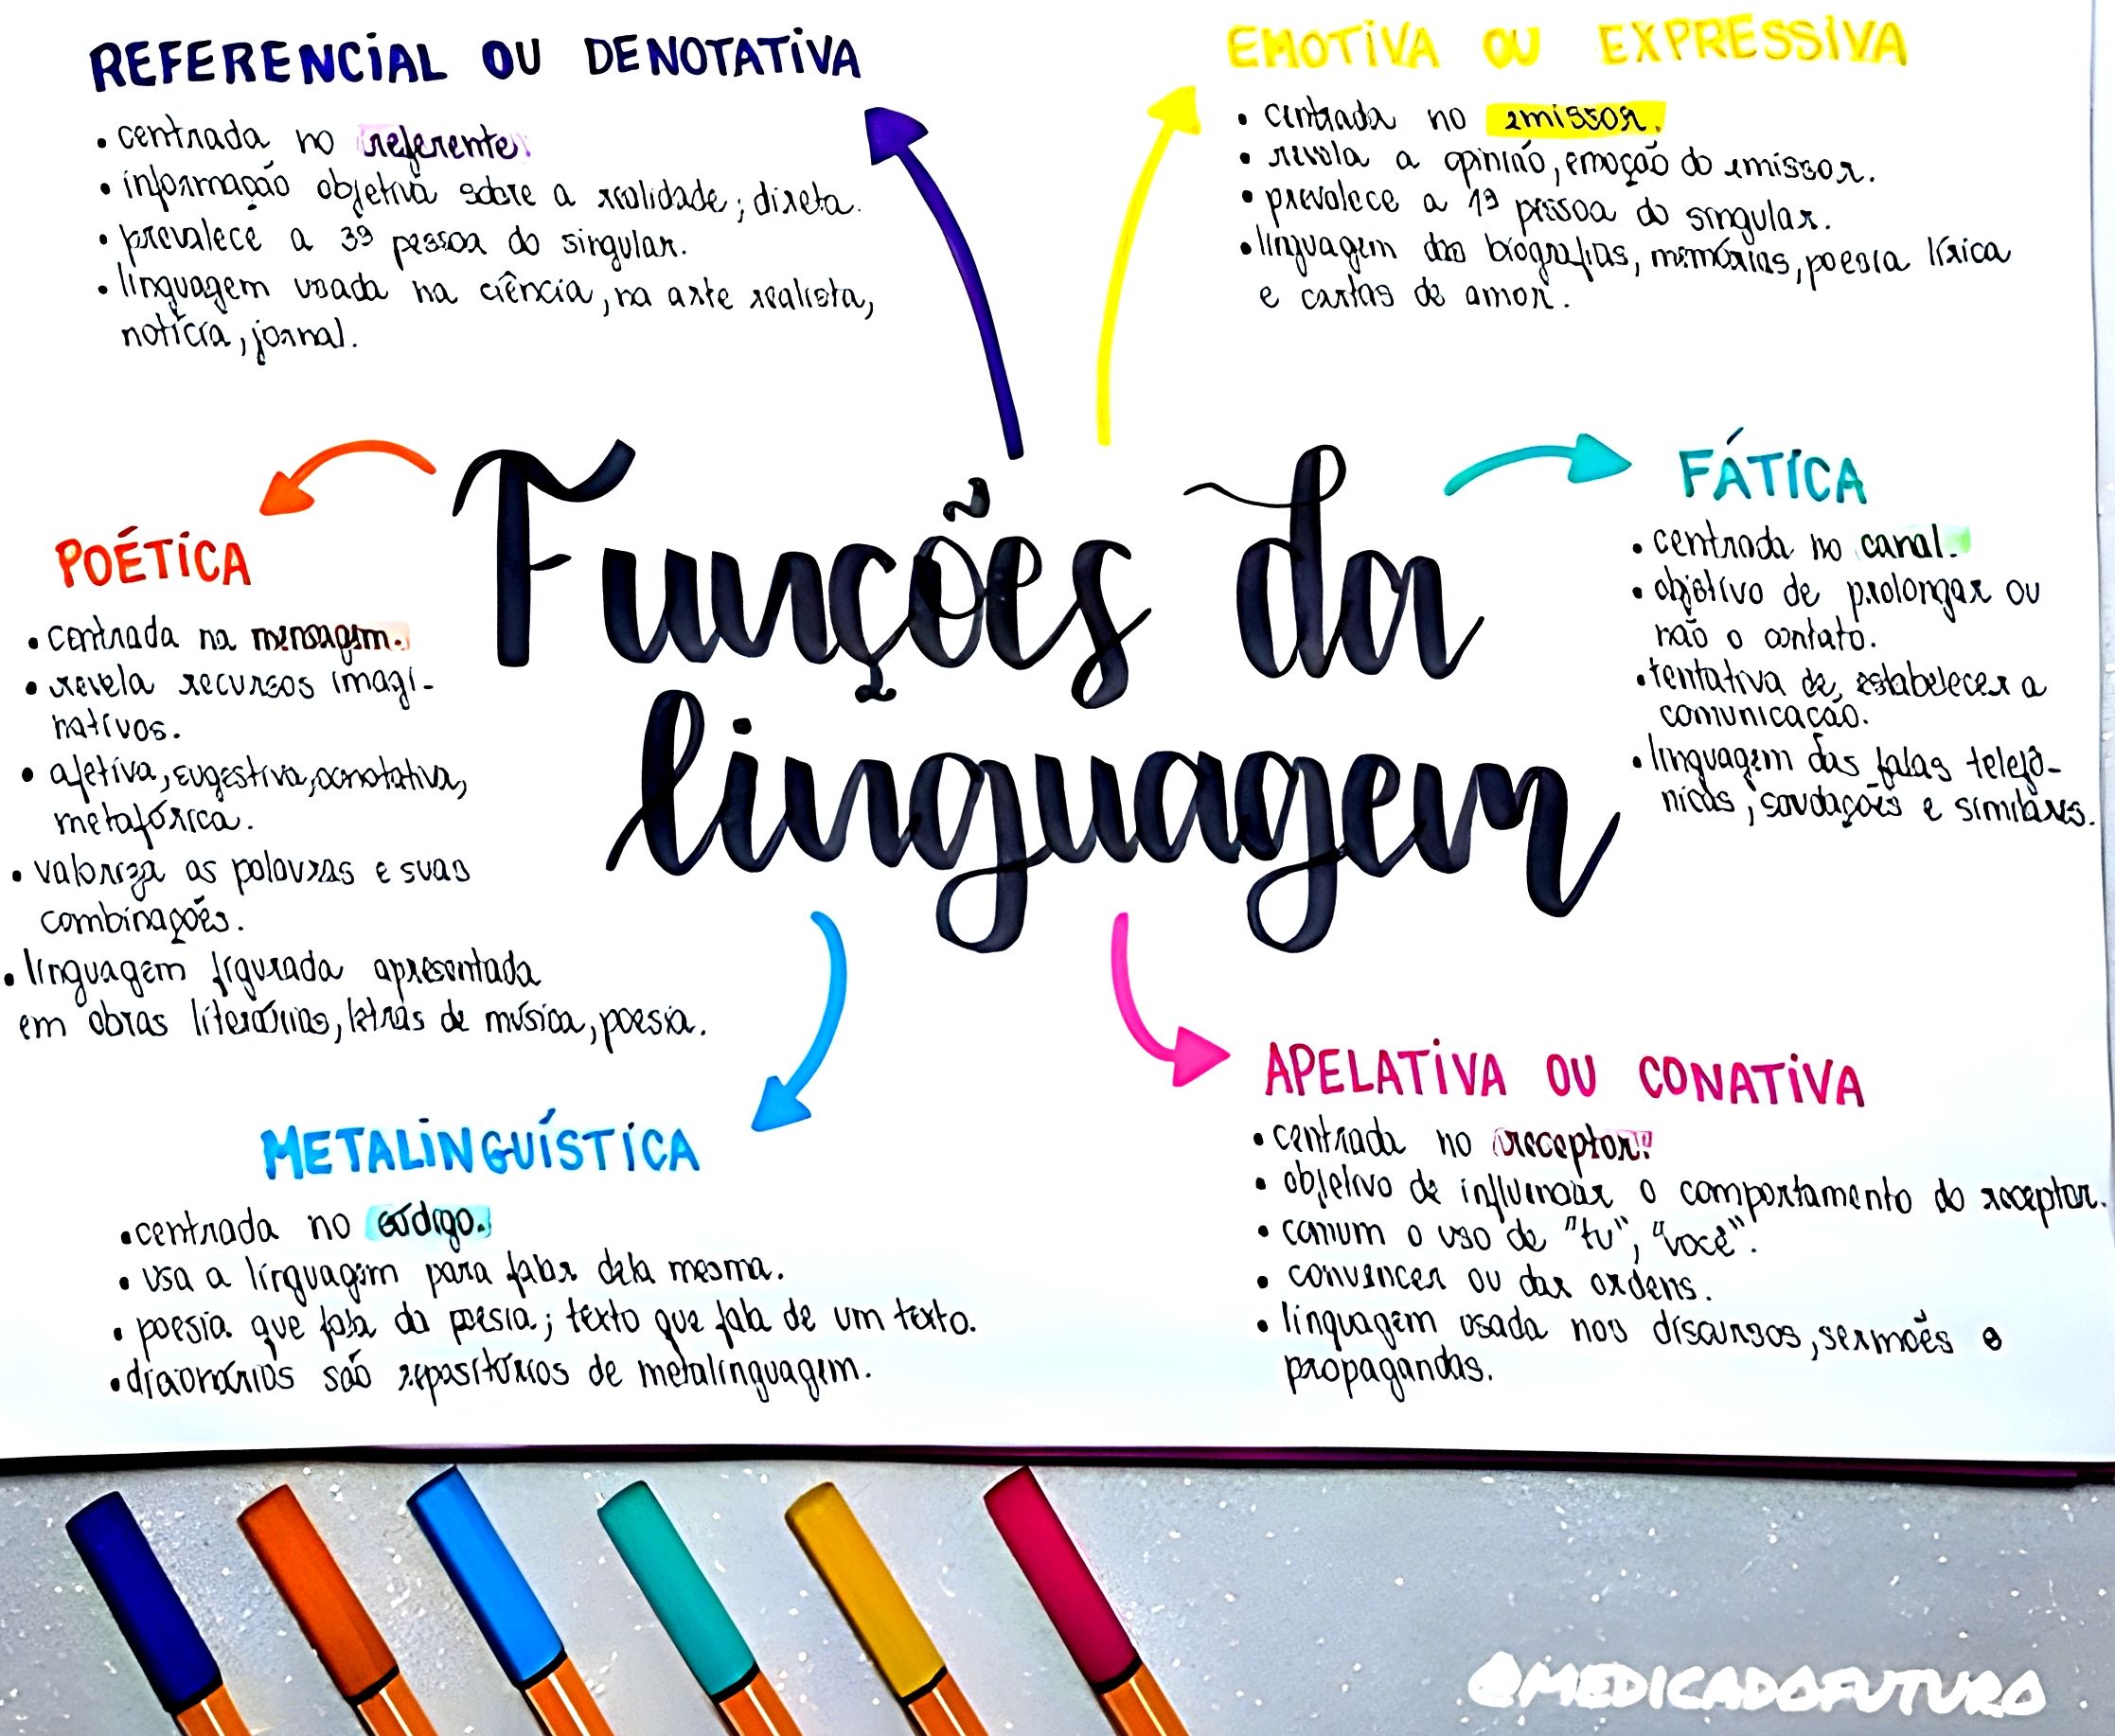 REFERENCIAL OU DENOTATIVA
• centrada no referente.
• informação objetiva sobre a realidade; direta.
• prevalece a 3ª pessoa do singular.
• linguagem usada na ciência, na arte realista,
notícia, jornal.
EMOTIVA OU EXPRESSIVA
• centrada no emissor.
• revela a opinião, emoção do emissor.
• prevalece a 1ª pessoa do singular.
• linguagem das biografias, memórias, poesia lírica
e cartas de amor.
Funções da
linguagem
FÁTICA
• centrada no canal.
• objetivo de prolongar ou
não o contato.
• tentativa de estabelecer a
comunicação.
• linguagem das falas telefô-
nicas, saudações e similares.
POÉTICA
• centrada na mensagem.
• revela recursos imagi-
nativos.
• afetiva, sugestiva, conotativa,
metafórica.
• valoriza as palavras e suas
combinações.
• linguagem figurada apresentada
em obras literárias, letras de música, poesia.
METALINGUÍSTICA
• centrada no código.
• usa a linguagem para falar dela mesma.
• poesia que fala da poesia; texto que fala de um texto.
• dicionários são repositórios de metalinguagem.
APELATIVA OU CONATIVA
• centrada no receptor.
• objetivo de influenciar o comportamento do receptor.
• comum o uso de "tu", "você".
• convencer ou dar ordens.
• linguagem usada nos discursos, sermões e
propagandas.
@MEDICADOFUTURO